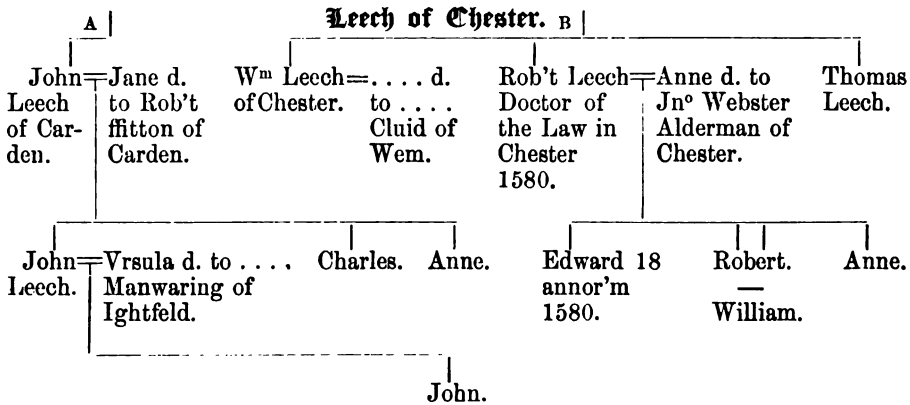 Leech of Chester.
A
B
John=Jane d.
Leech to Rob't
of Car- ffitton of
den. Carden.
Wᵐ Leech=. . . . d.
of Chester. to . . . .
Cluid of
Wem.
Rob't Leech=Anne d. to
Doctor of Jnᵒ Webster
the Law in Alderman of
Chester Chester.
1580.
Thomas
Leech.
John=Vrsula d. to . . . .
Leech. Manwaring of
Ightfeld.
Charles.
Anne.
Edward 18
annor'm
1580.
Robert.
—
William.
Anne.
John.